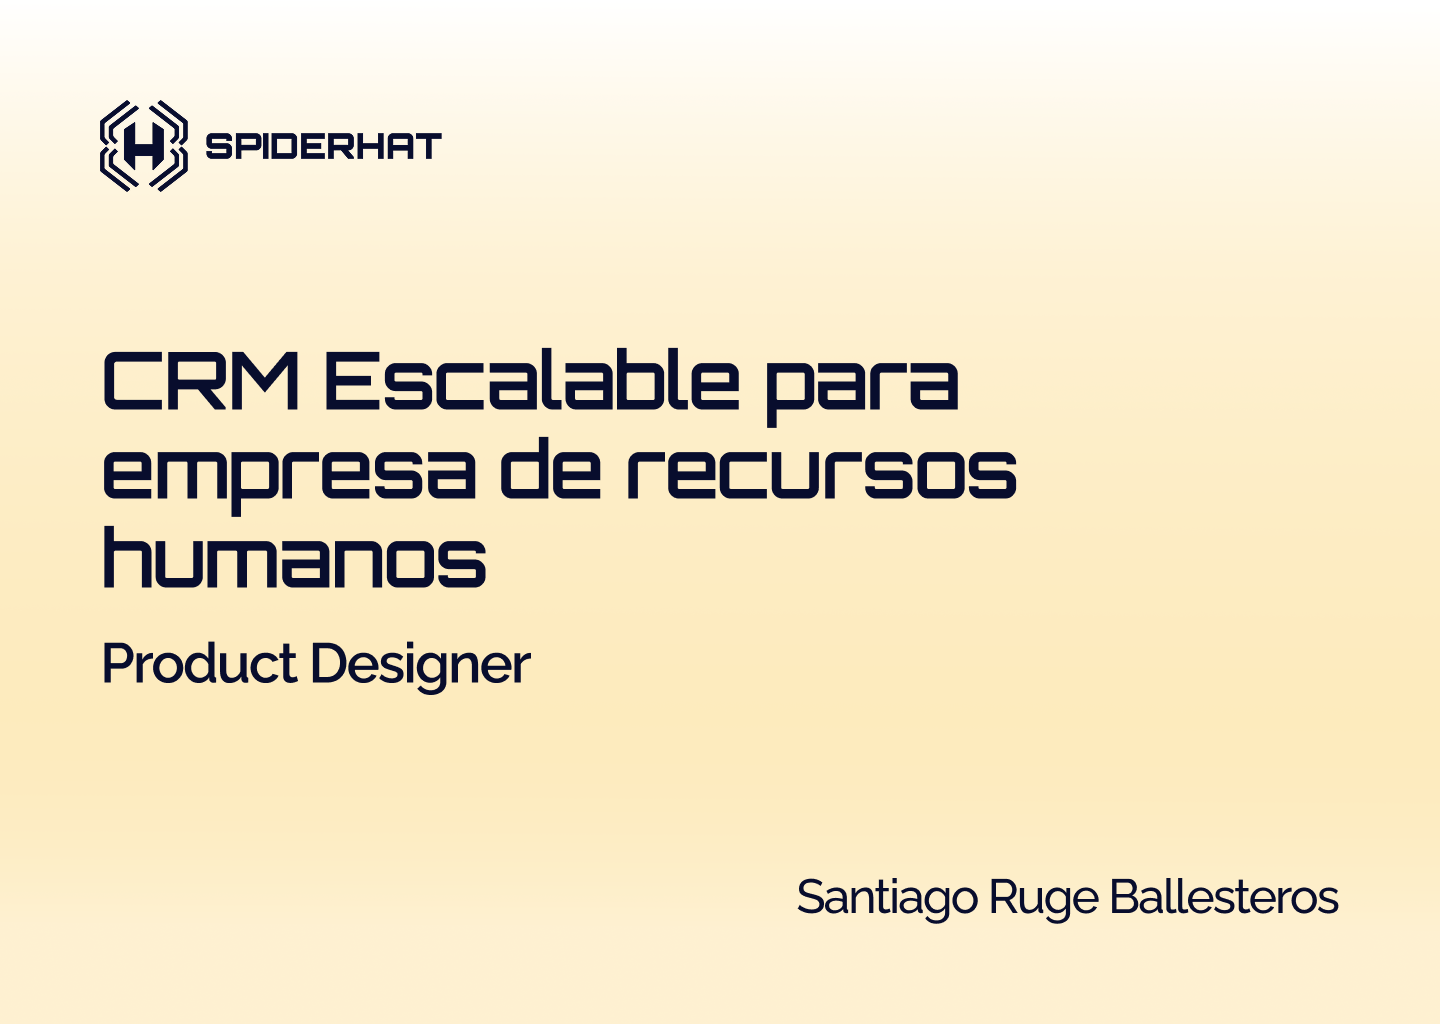 SPIDERHAT
CRM Escalable para
empresa de recursos
humanos
Product Designer
Santiago Ruge Ballesteros